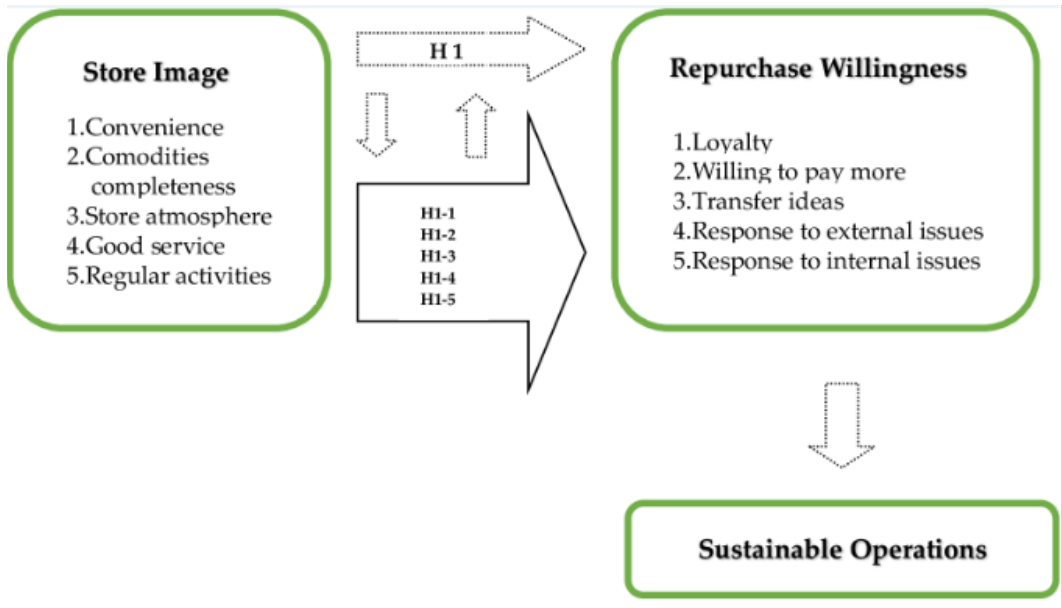 Store Image
1.Convenience
2.Comodities
completeness
3.Store atmosphere
4.Good service
5.Regular activities
H 1
H1-1
H1-2
H1-3
H1-4
H1-5
Repurchase Willingness
1.Loyalty
2.Willing to pay more
3.Transfer ideas
4.Response to external issues
5.Response to internal issues
Sustainable Operations